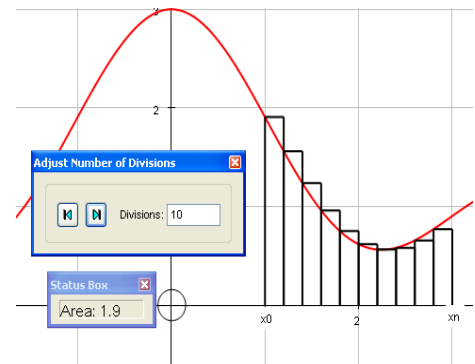 3
2
Adjust Number of Divisions
Divisions: 10
Status Box
Area: 1.9
x0 2 xn